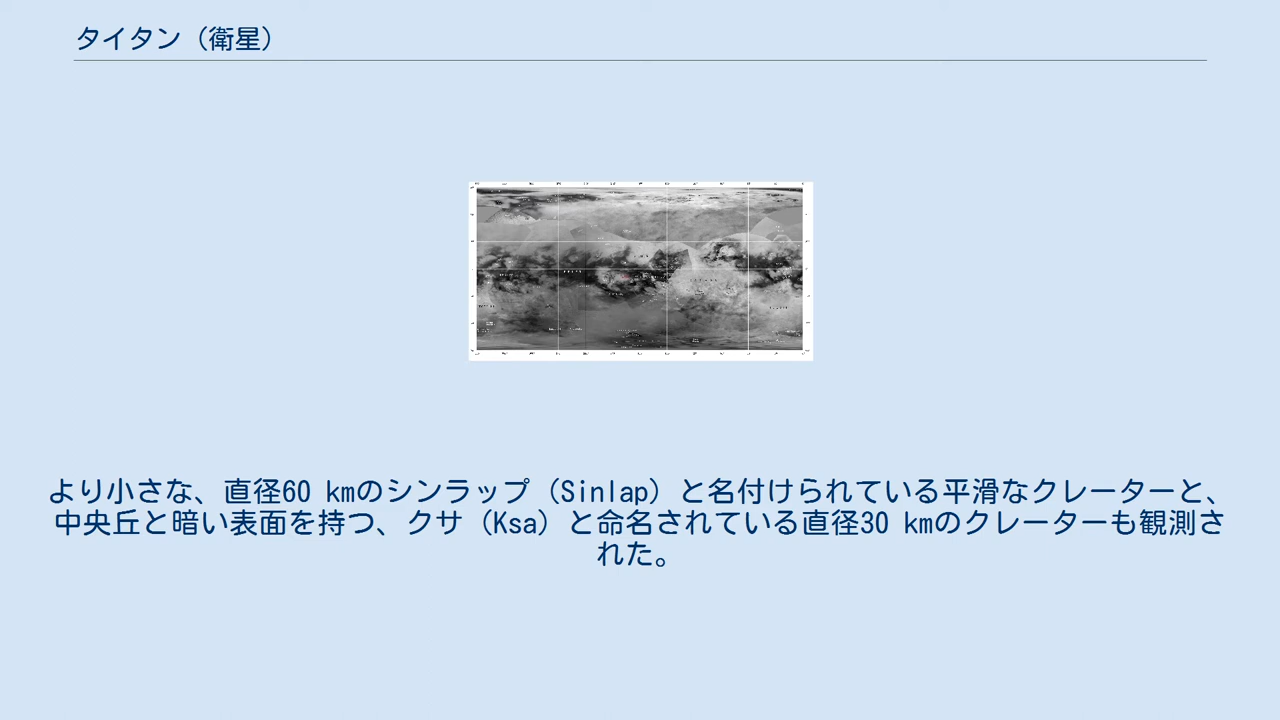 タイタン（衛星）
より小さな、直径60 kmのシンラップ（Sinlap）と名付けられている平滑なクレーターと、
中央丘と暗い表面を持つ、クサ（Ksa）と命名されている直径30 kmのクレーターも観測さ
れた。